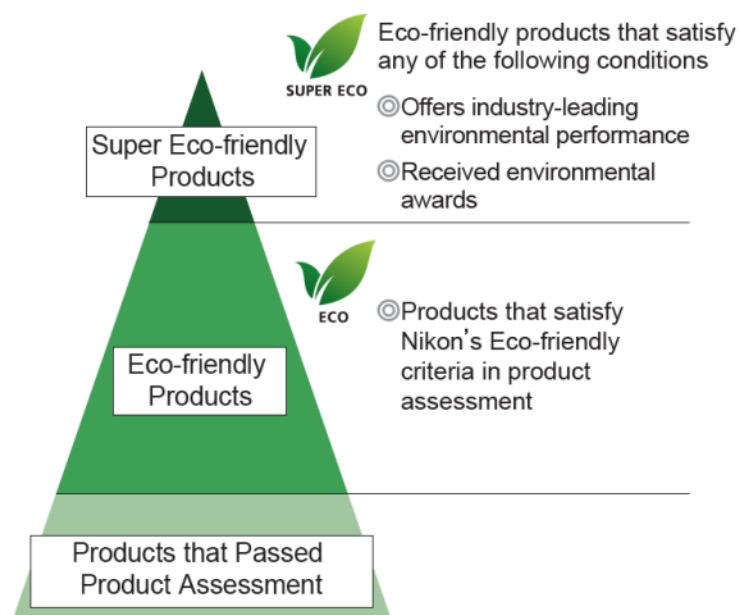 SUPER ECO
Eco-friendly products that satisfy
any of the following conditions
◎Offers industry-leading
environmental performance
◎Received environmental
awards
Super Eco-friendly
Products
ECO
◎Products that satisfy
Nikon’s Eco-friendly
criteria in product
assessment
Eco-friendly
Products
Products that Passed
Product Assessment